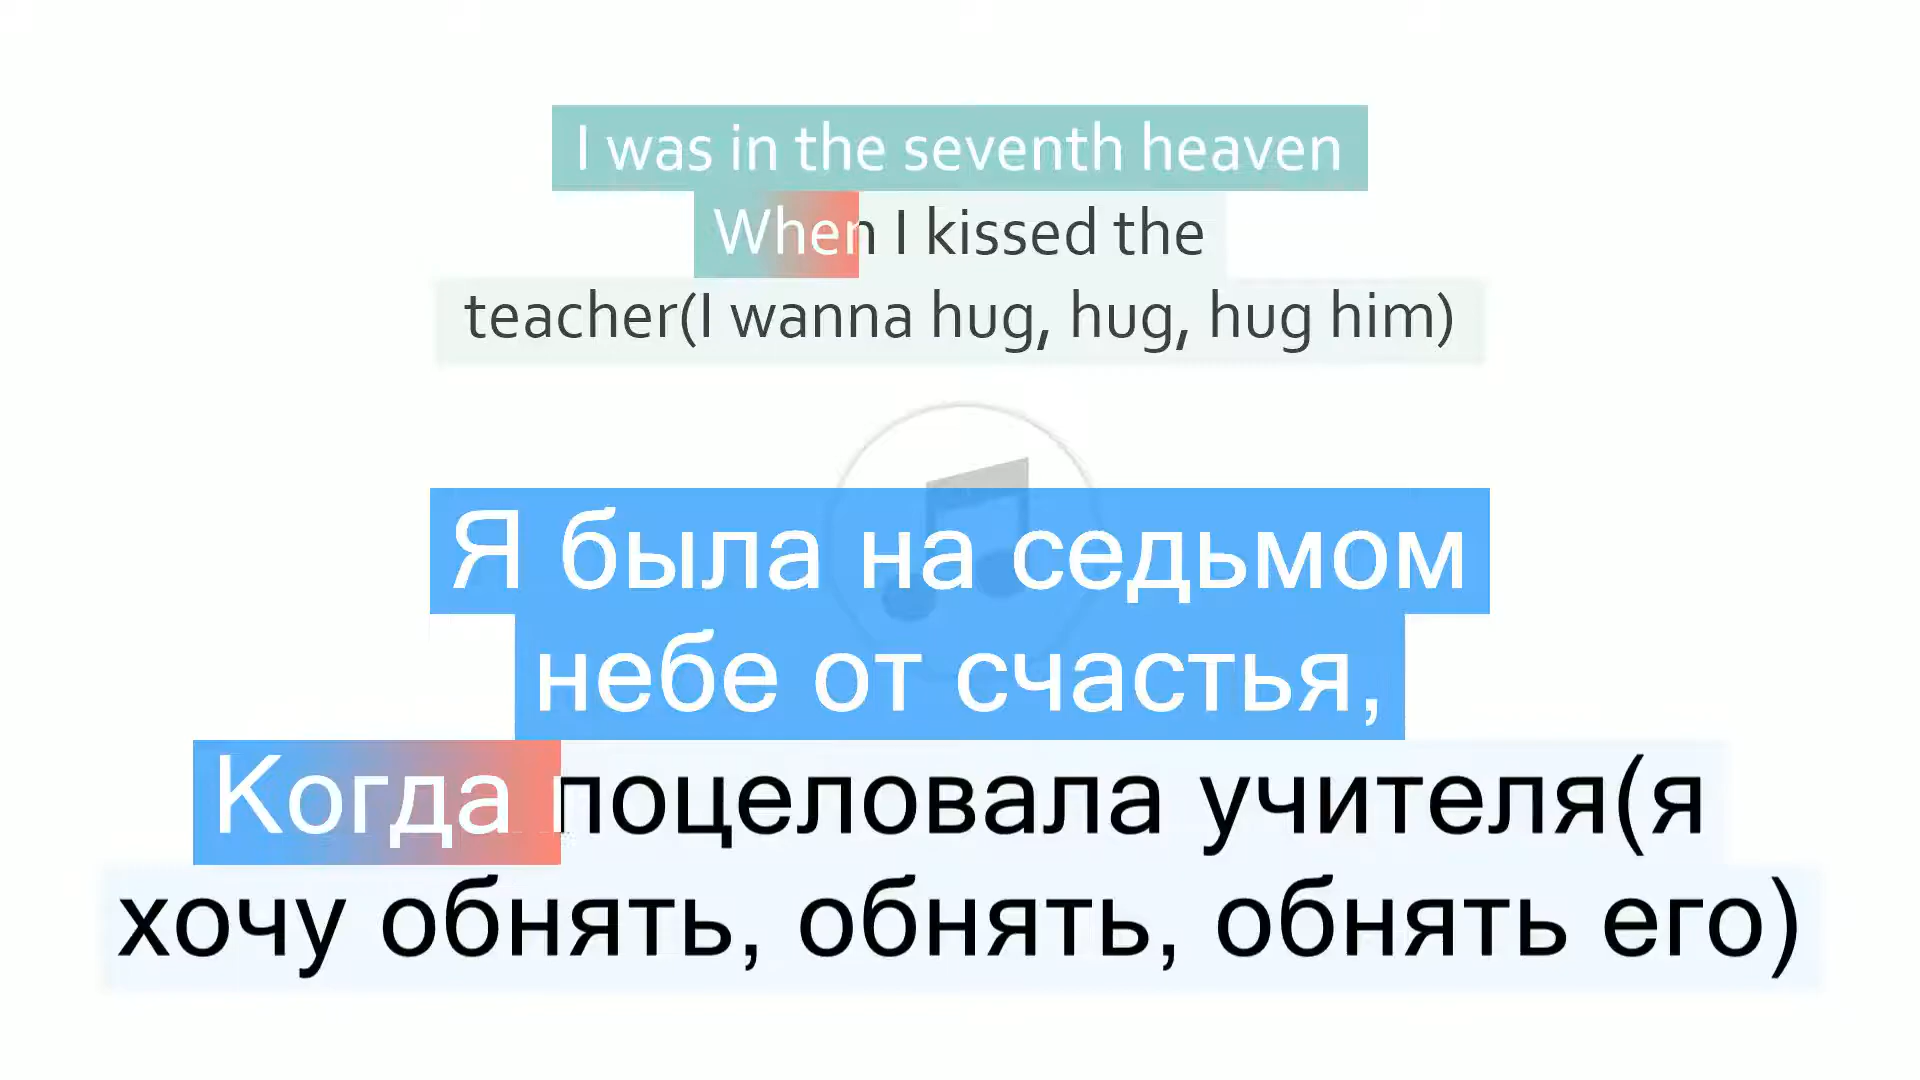 I was in the seventh heaven
When I kissed the
teacher(I wanna hug, hug, hug him)
Я была на седьмом
небе от счастья,
Когда поцеловала учителя(я
хочу обнять, обнять, обнять его)